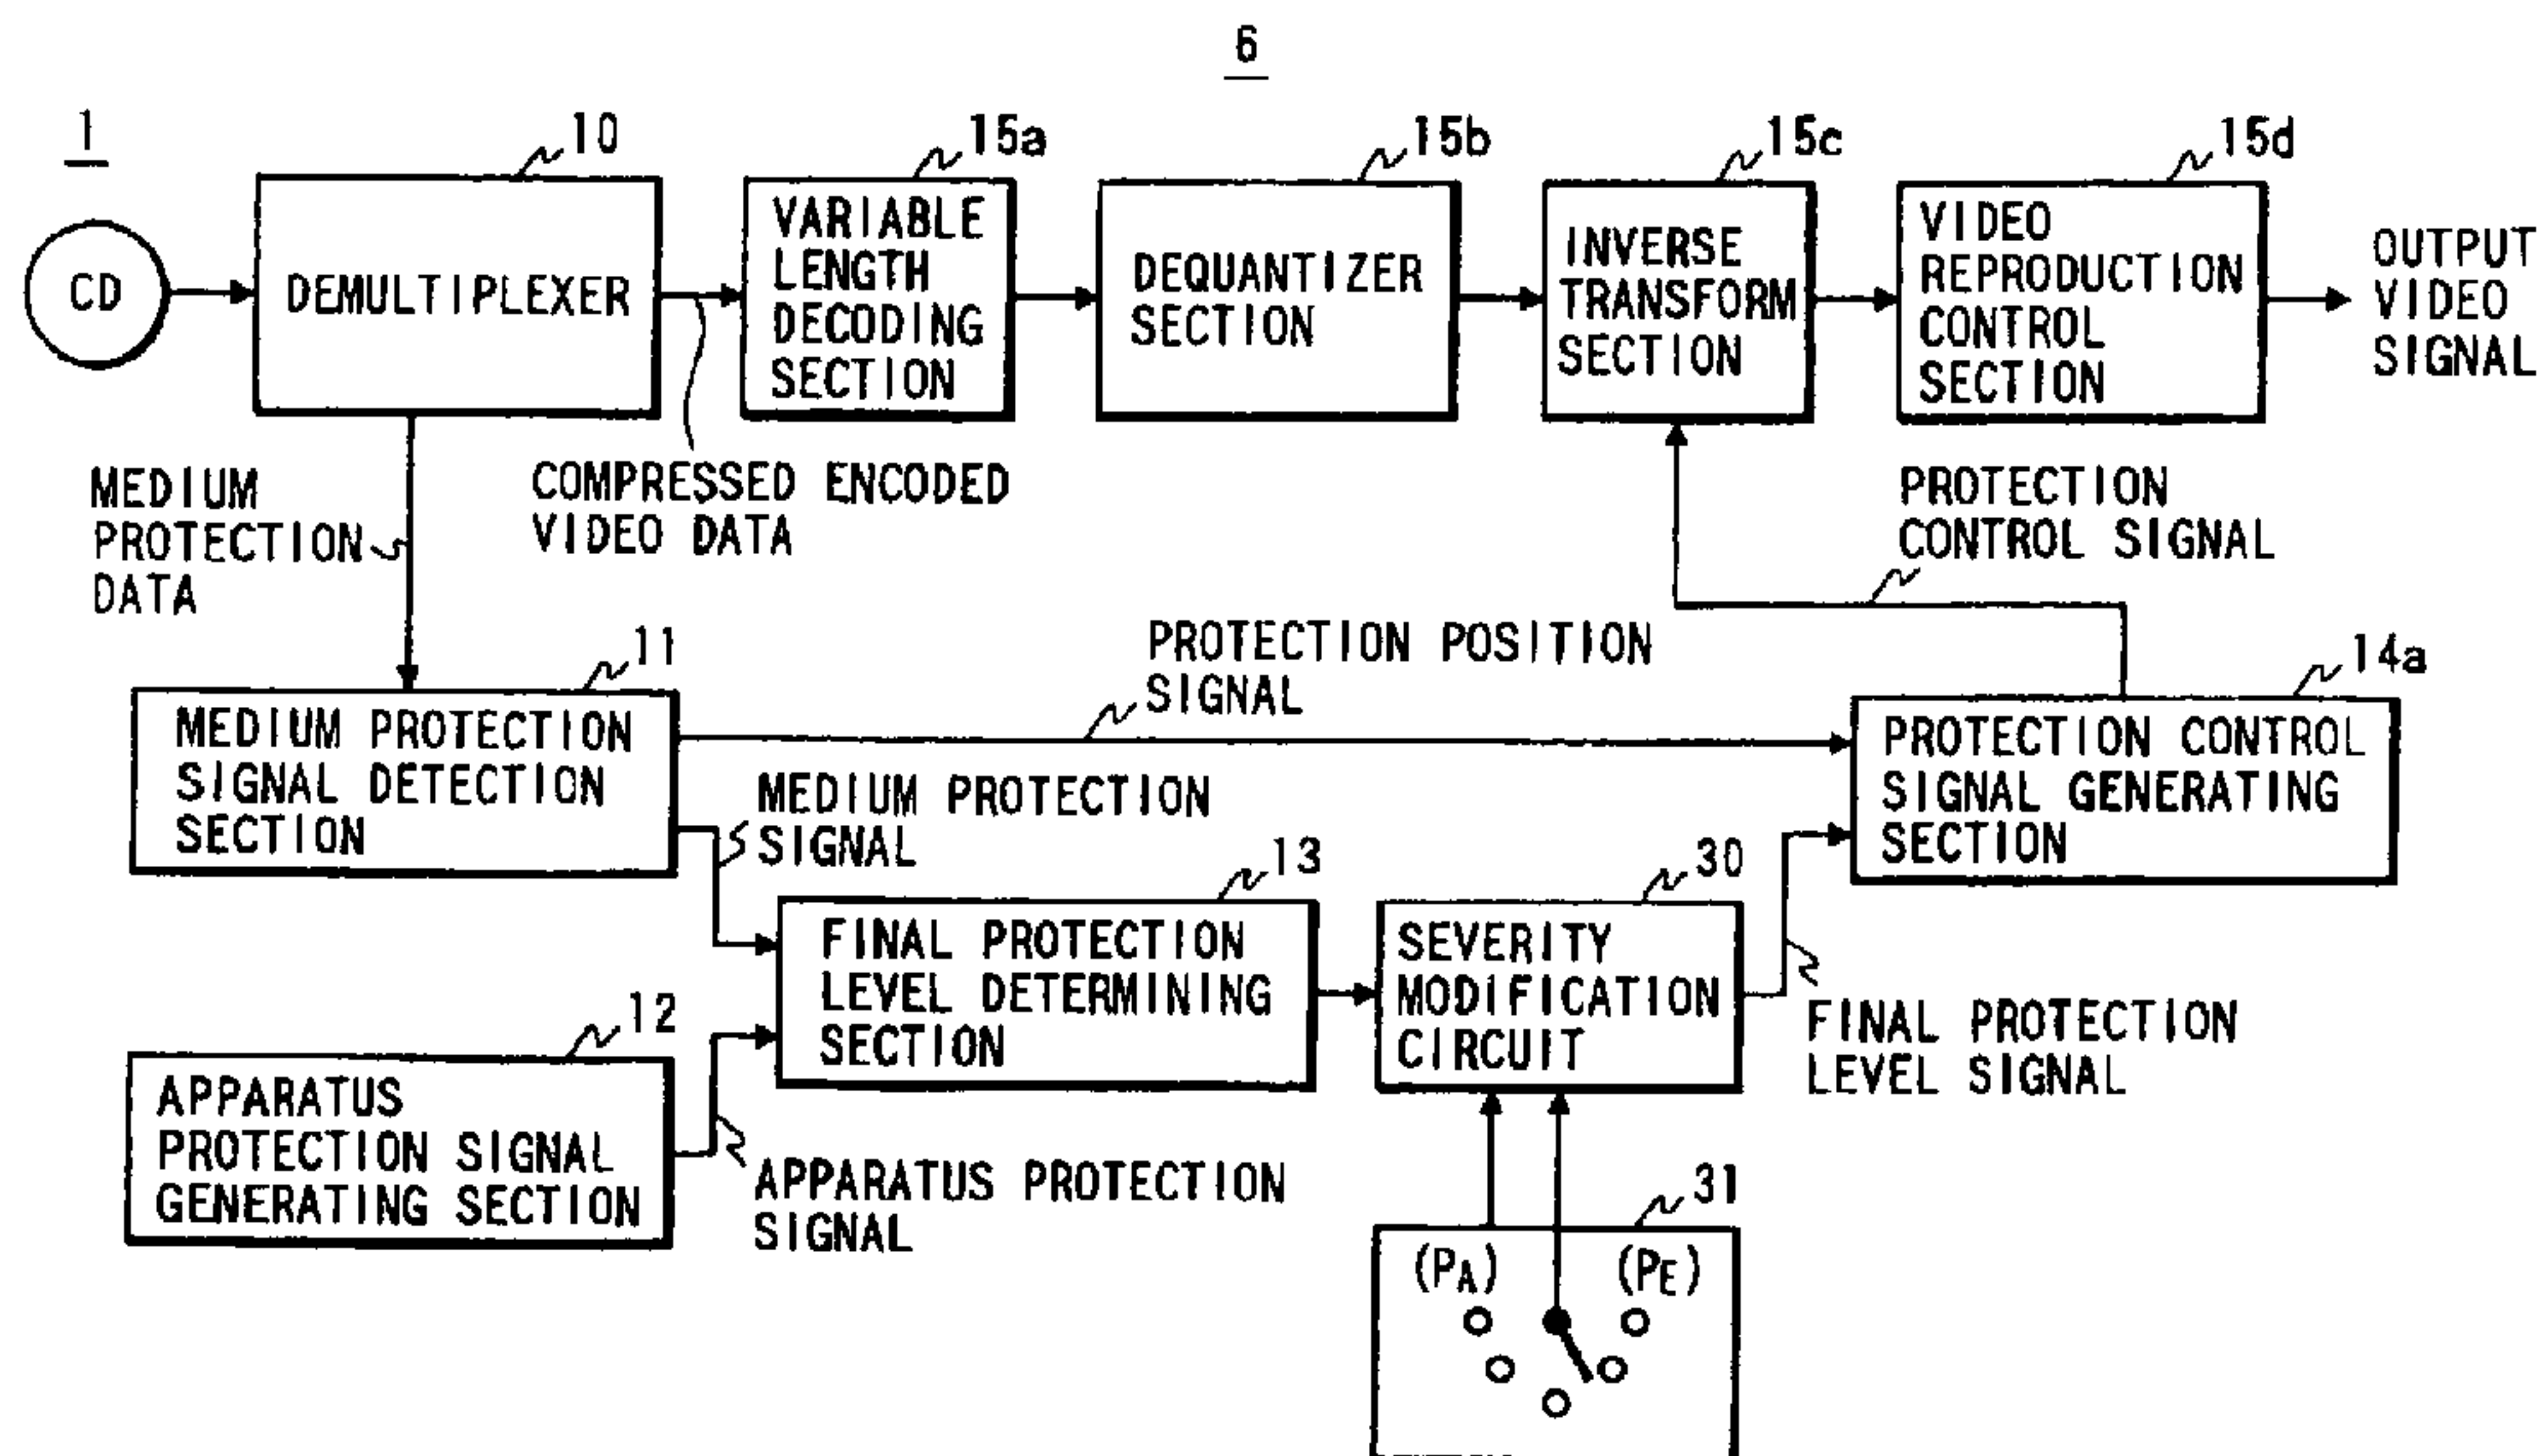 6
1
10
15a
15b
15c
15d
CD
DEMULTIPLEXER
VARIABLE
LENGTH
DECODING
SECTION
DEQUANTIZER
SECTION
INVERSE
TRANSFORM
SECTION
VIDEO
REPRODUCTION
CONTROL
SECTION
OUTPUT
VIDEO
SIGNAL
MEDIUM
PROTECTION
DATA
COMPRESSED ENCODED
VIDEO DATA
PROTECTION
CONTROL SIGNAL
11
PROTECTION POSITION
SIGNAL
14a
MEDIUM PROTECTION
SIGNAL DETECTION
SECTION
MEDIUM PROTECTION
SIGNAL
PROTECTION CONTROL
SIGNAL GENERATING
SECTION
13
30
FINAL PROTECTION
LEVEL DETERMINING
SECTION
SEVERITY
MODIFICATION
CIRCUIT
FINAL PROTECTION
LEVEL SIGNAL
12
APPARATUS
PROTECTION SIGNAL
GENERATING SECTION
APPARATUS PROTECTION
SIGNAL
31
(PA) (PE)